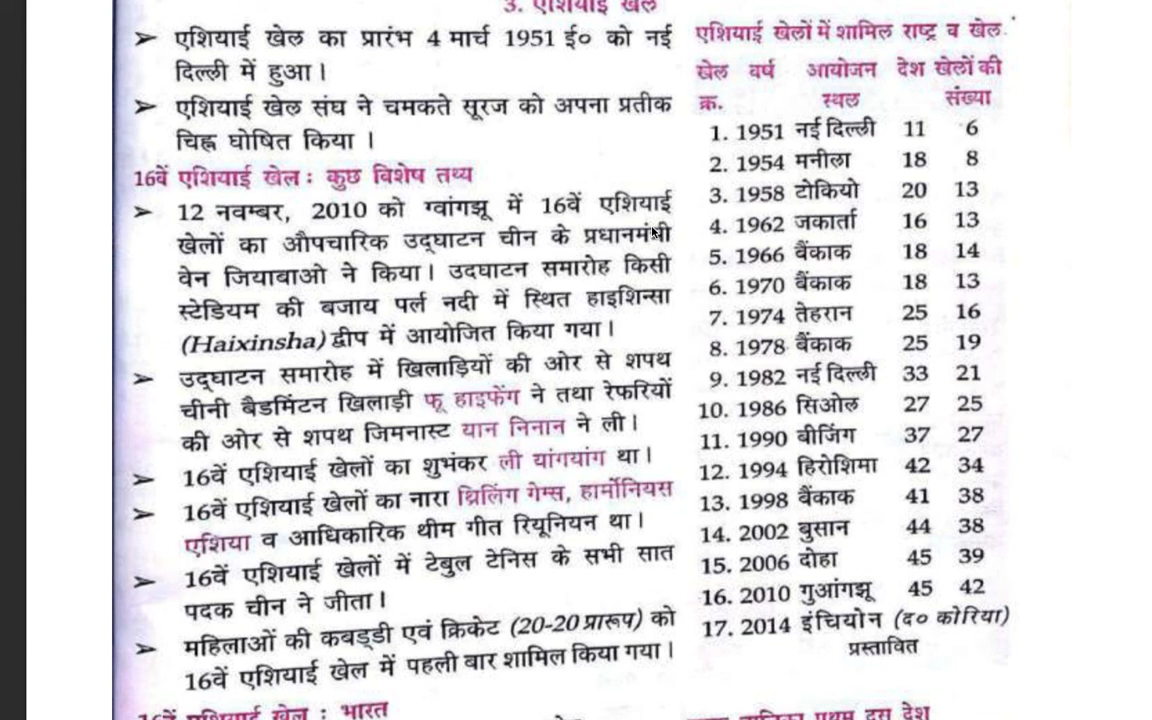 3. एशियाई खेल
➢ एशियाई खेल का प्रारंभ 4 मार्च 1951 ई० को नई
दिल्ली में हुआ।
➢ एशियाई खेल संघ ने चमकते सूरज को अपना प्रतीक
चिह्न घोषित किया ।
16वें एशियाई खेल : कुछ विशेष तथ्य
➢ 12 नवम्बर, 2010 को ग्वांगझू में 16वें एशियाई
खेलों का औपचारिक उद्घाटन चीन के प्रधानमंत्री
वेन जियाबाओ ने किया। उदघाटन समारोह किसी
स्टेडियम की बजाय पर्ल नदी में स्थित हाइशिन्सा
(Haixinsha) द्वीप में आयोजित किया गया।
➢ उद्घाटन समारोह में खिलाड़ियों की ओर से शपथ
चीनी बैडमिंटन खिलाड़ी फू हाइफेंग ने तथा रेफरियों
की ओर से शपथ जिमनास्ट यान निनान ने ली।
➢ 16वें एशियाई खेलों का शुभंकर ली यांगयांग था।
➢ 16वें एशियाई खेलों का नारा थ्रिलिंग गेम्स, हार्मोनियस
एशिया व आधिकारिक थीम गीत रियूनियन था।
➢ 16वें एशियाई खेलों में टेबुल टेनिस के सभी सात
पदक चीन ने जीता।
➢ महिलाओं की कबड्डी एवं क्रिकेट (20-20 प्रारूप) को
16वें एशियाई खेल में पहली बार शामिल किया गया।
16वें एशियाई खेल : भारत
एशियाई खेलों में शामिल राष्ट्र व खेल
खेल वर्ष आयोजन देश खेलों की
क्र. स्थल संख्या
1. 1951 नई दिल्ली 11 6
2. 1954 मनीला 18 8
3. 1958 टोकियो 20 13
4. 1962 जकार्ता 16 13
5. 1966 बैंकाक 18 14
6. 1970 बैंकाक 18 13
7. 1974 तेहरान 25 16
8. 1978 बैंकाक 25 19
9. 1982 नई दिल्ली 33 21
10. 1986 सिओल 27 25
11. 1990 बीजिंग 37 27
12. 1994 हिरोशिमा 42 34
13. 1998 बैंकाक 41 38
14. 2002 बुसान 44 38
15. 2006 दोहा 45 39
16. 2010 गुआंगझू 45 42
17. 2014 इंचियोन (द० कोरिया)
प्रस्तावित
तालिका प्रथम दस देश